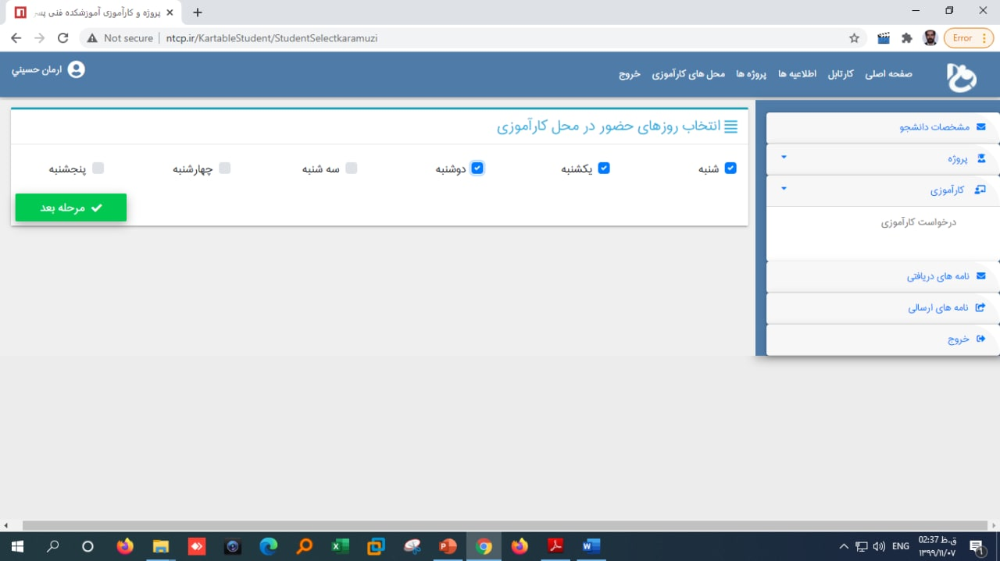 پروژه و کارآموزی آموزشکده فنی پسر
Not secure | ntcp.ir/KartableStudent/StudentSelectkaramuzi
Error
صفحه اصلی کارتابل اطلاعیه ها پروژه ها محل های کارآموزی خروج
ارمان حسيني
مشخصات دانشجو
پروژه
کارآموزی
درخواست کارآموزی
نامه های دریافتی
نامه های ارسالی
خروج
انتخاب روزهای حضور در محل کارآموزی
شنبه یکشنبه دوشنبه سه شنبه چهارشنبه پنجشنبه
مرحله بعد
ENG
02:37 ق.ظ
۱۳۹۹/۱۱/۰۷
1